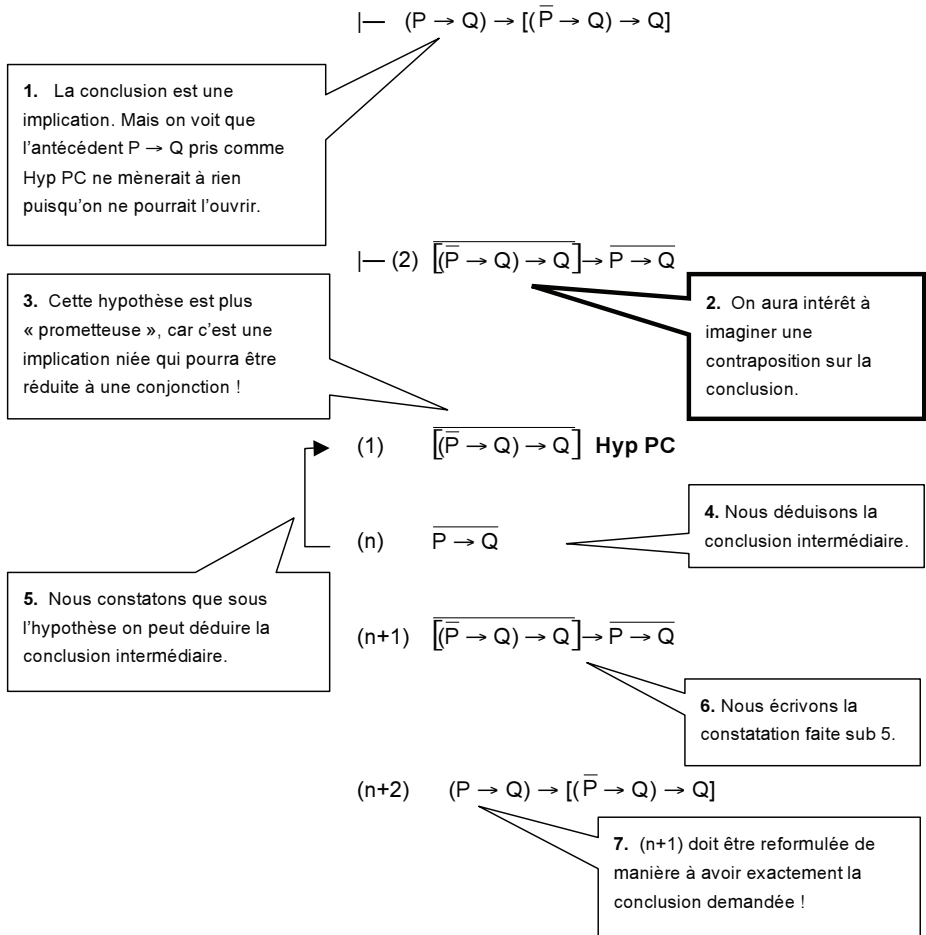 |— (P → Q) → [(P̅ → Q) → Q]
1. La conclusion est une
implication. Mais on voit que
l'antécédent P → Q pris comme
Hyp PC ne mènerait à rien
puisqu'on ne pourrait l'ouvrir.
|— (2) [̅(̅P̿ ̅→̅ ̅Q̅)̅ ̅→̅ ̅Q̅]̅ → P̅ ̅→̅ ̅Q̅
3. Cette hypothèse est plus
« prometteuse », car c'est une
implication niée qui pourra être
réduite à une conjonction !
2. On aura intérêt à
imaginer une
contraposition sur la
conclusion.
(1) [̅(̅P̿ ̅→̅ ̅Q̅)̅ ̅→̅ ̅Q̅]̅ Hyp PC
(n) P̅ ̅→̅ ̅Q̅
4. Nous déduisons la
conclusion intermédiaire.
5. Nous constatons que sous
l'hypothèse on peut déduire la
conclusion intermédiaire.
(n+1) [̅(̅P̿ ̅→̅ ̅Q̅)̅ ̅→̅ ̅Q̅]̅ → P̅ ̅→̅ ̅Q̅
6. Nous écrivons la
constatation faite sub 5.
(n+2) (P → Q) → [(P̅ → Q) → Q]
7. (n+1) doit être reformulée de
manière à avoir exactement la
conclusion demandée !